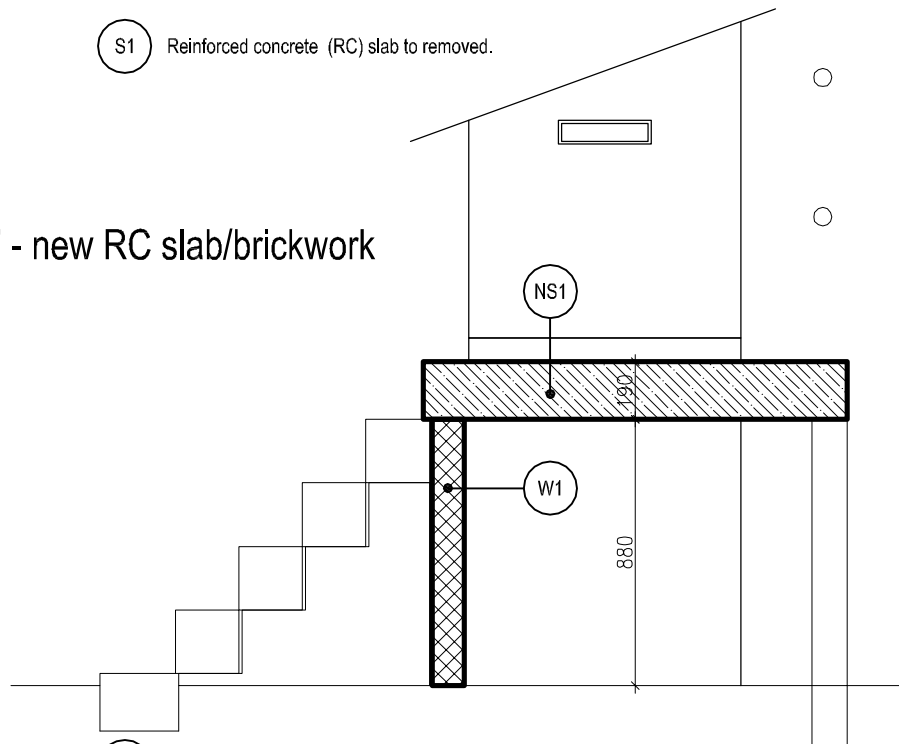 S1 Reinforced concrete (RC) slab to removed.
- new RC slab/brickwork
NS1
190
W1
880